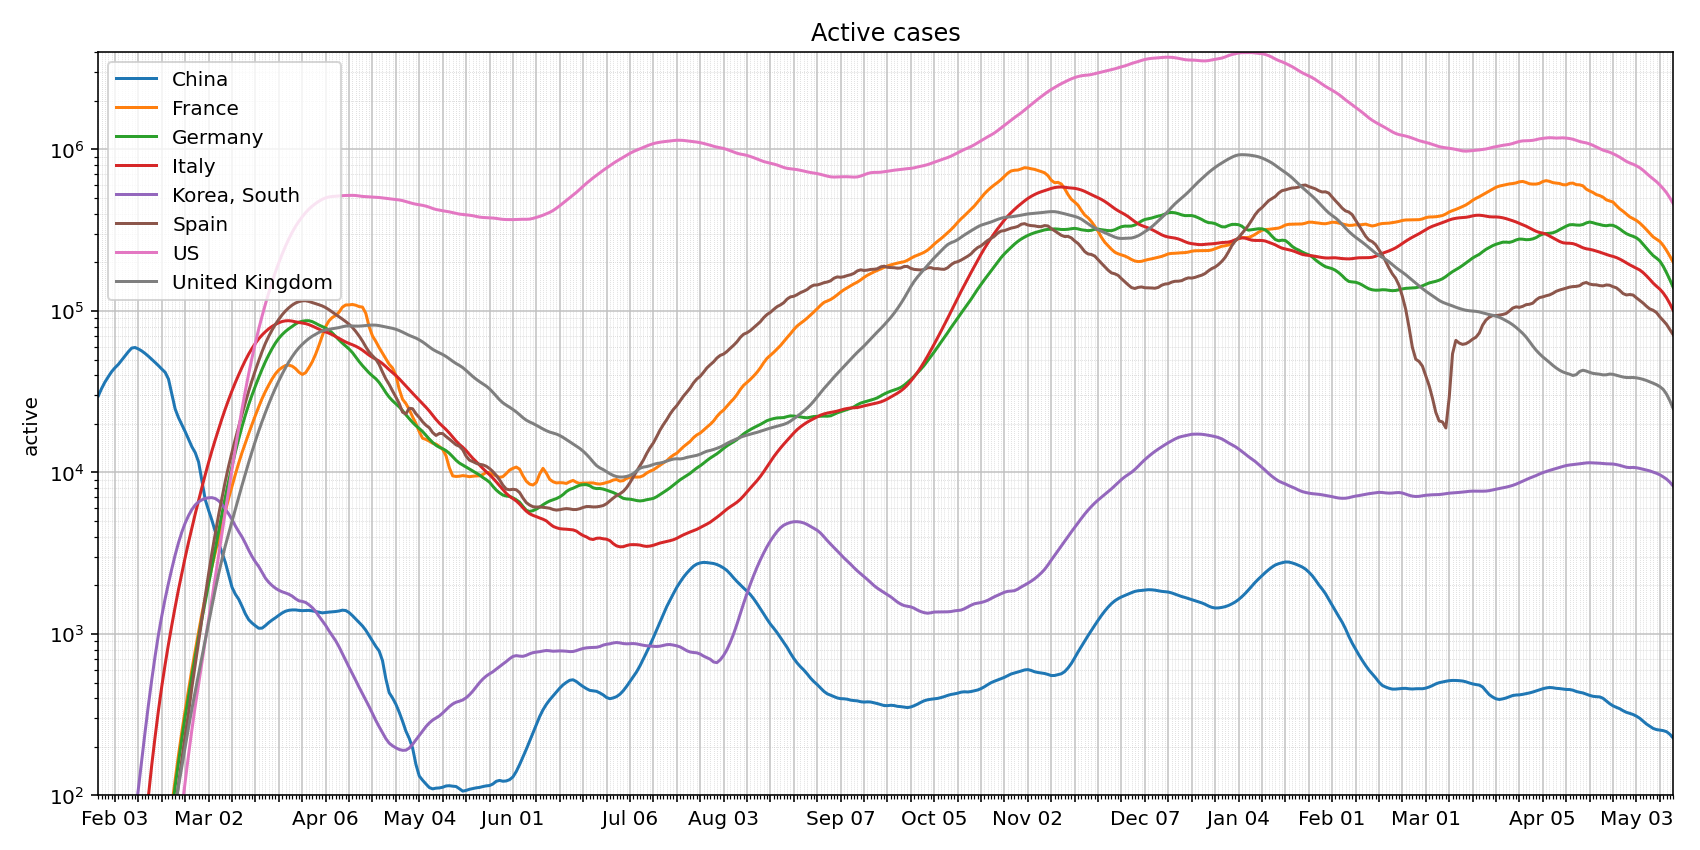 Active cases
China
France
Germany
Italy
Korea, South
Spain
US
United Kingdom
active
10^6
10^5
10^4
10^3
10^2
Feb 03 Mar 02 Apr 06 May 04 Jun 01 Jul 06 Aug 03 Sep 07 Oct 05 Nov 02 Dec 07 Jan 04 Feb 01 Mar 01 Apr 05 May 03